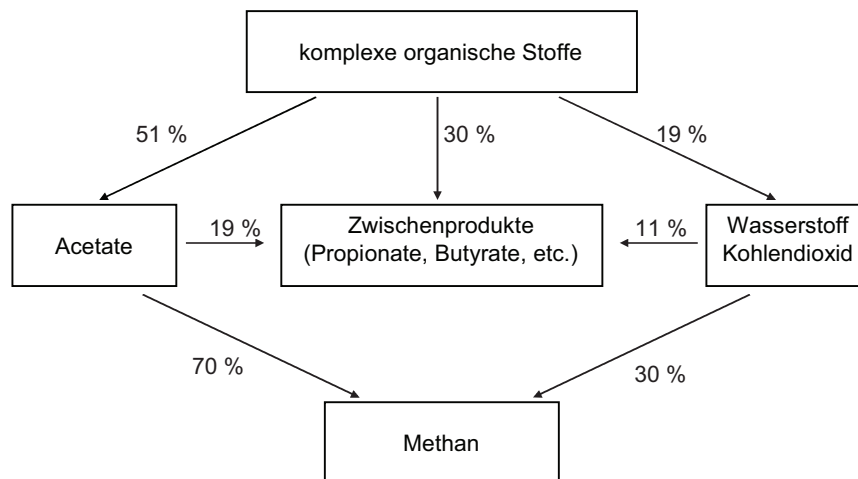 komplexe organische Stoffe
51 %
30 %
19 %
Acetate
19 %
Zwischenprodukte
(Propionate, Butyrate, etc.)
11 %
Wasserstoff
Kohlendioxid
70 %
30 %
Methan